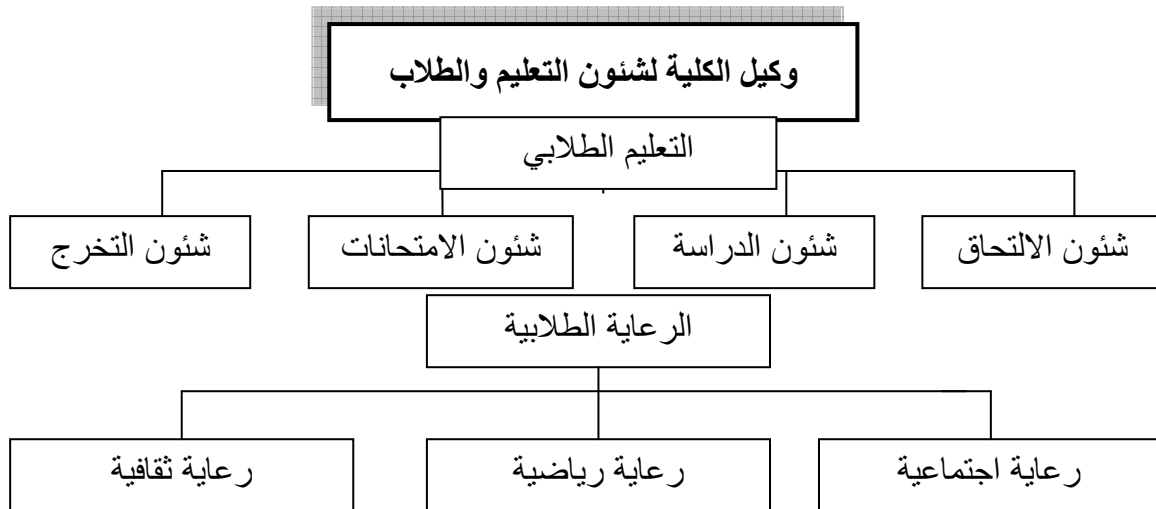 وكيل الكلية لشئون التعليم والطلاب
التعليم الطلابي
شئون الالتحاق
شئون الدراسة
شئون الامتحانات
شئون التخرج
الرعاية الطلابية
رعاية اجتماعية
رعاية رياضية
رعاية ثقافية